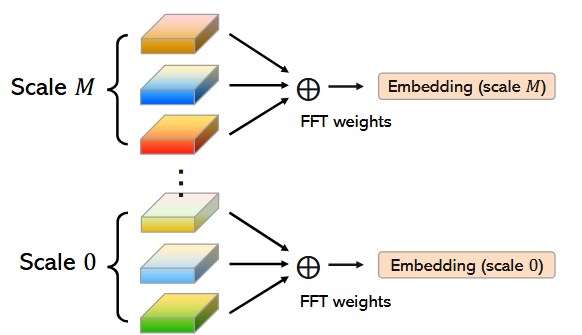 Scale M
⊕
Embedding (scale M)
FFT weights
⋮
Scale 0
⊕
Embedding (scale 0)
FFT weights